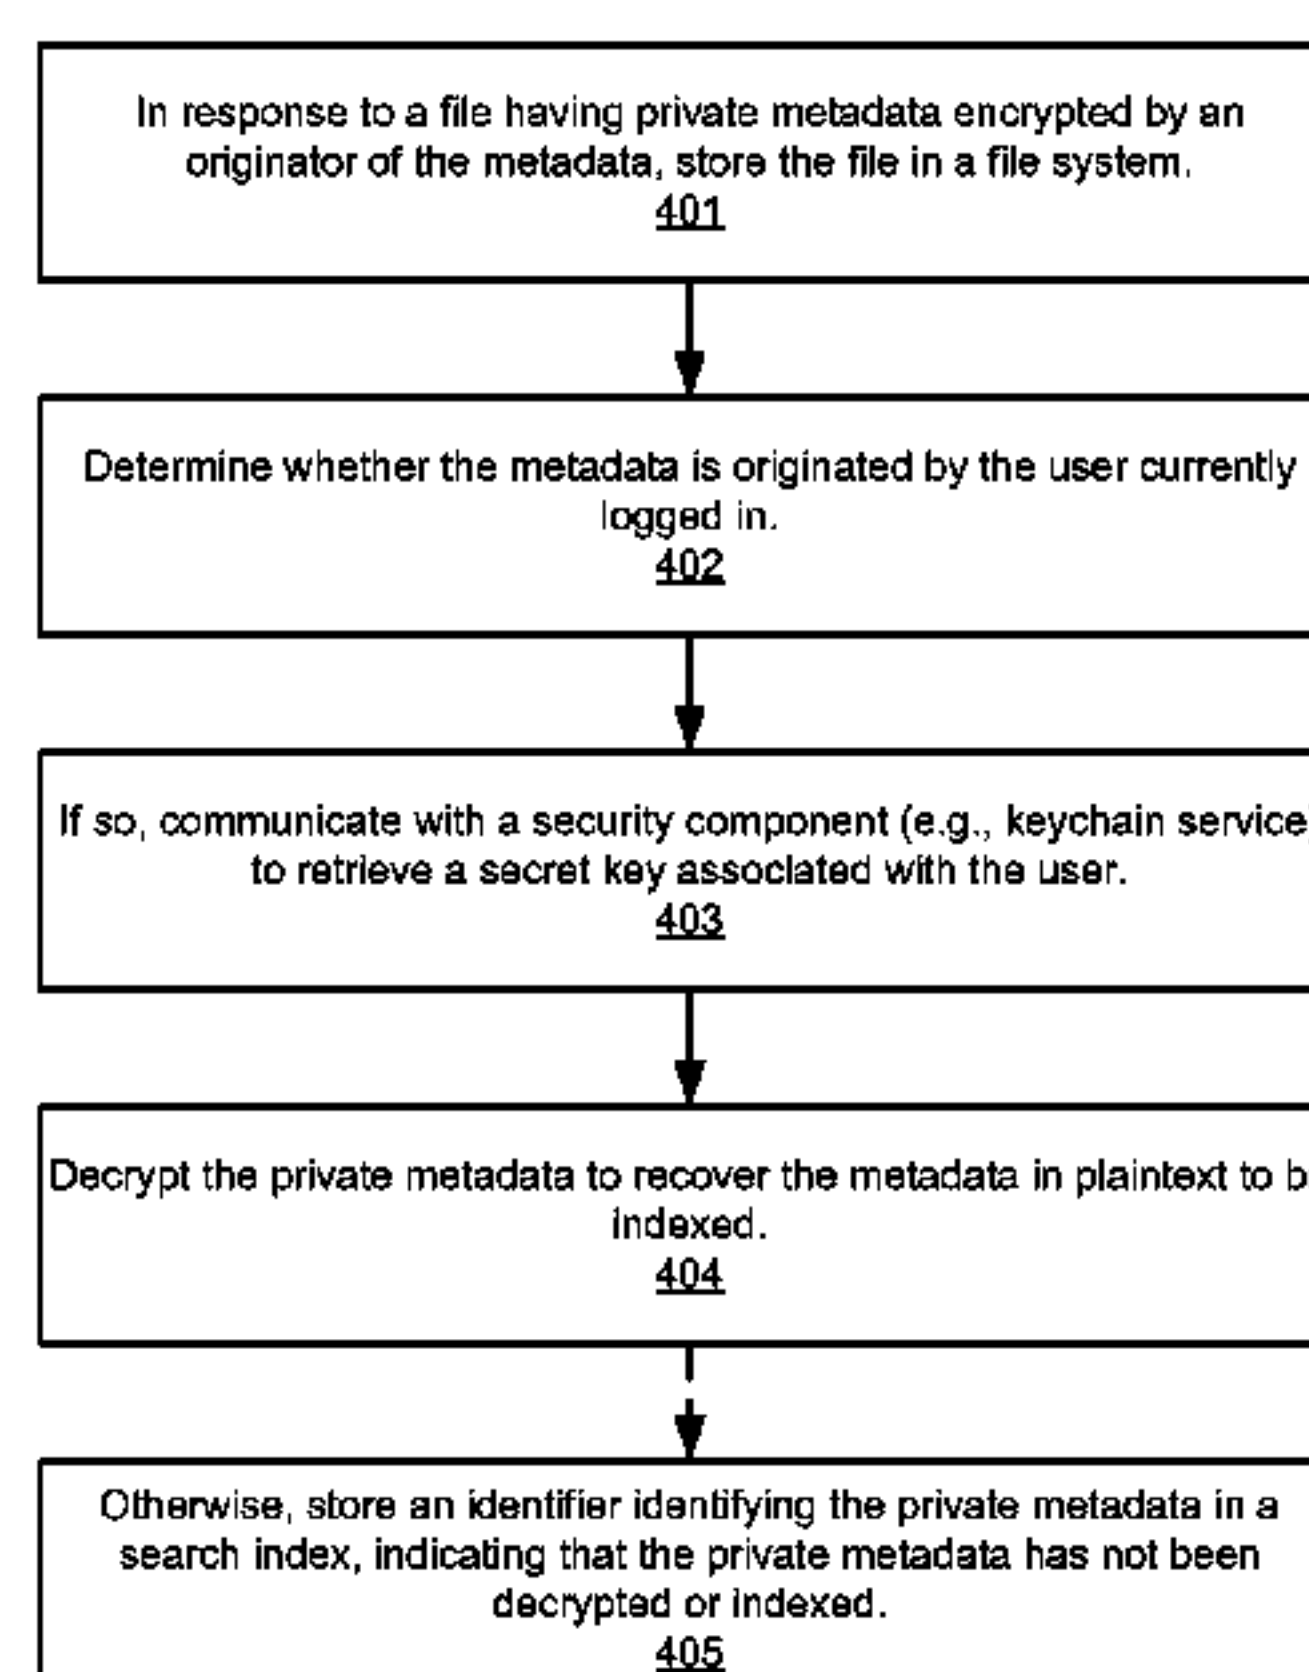 In response to a file having private metadata encrypted by an
originator of the metadata, store the file in a file system.
401
Determine whether the metadata is originated by the user currently
logged in.
402
If so, communicate with a security component (e.g., keychain service)
to retrieve a secret key associated with the user.
403
Decrypt the private metadata to recover the metadata in plaintext to
indexed.
404
Otherwise, store an identifier identifying the private metadata in a
search index, indicating that the private metadata has not been
decrypted or indexed.
405